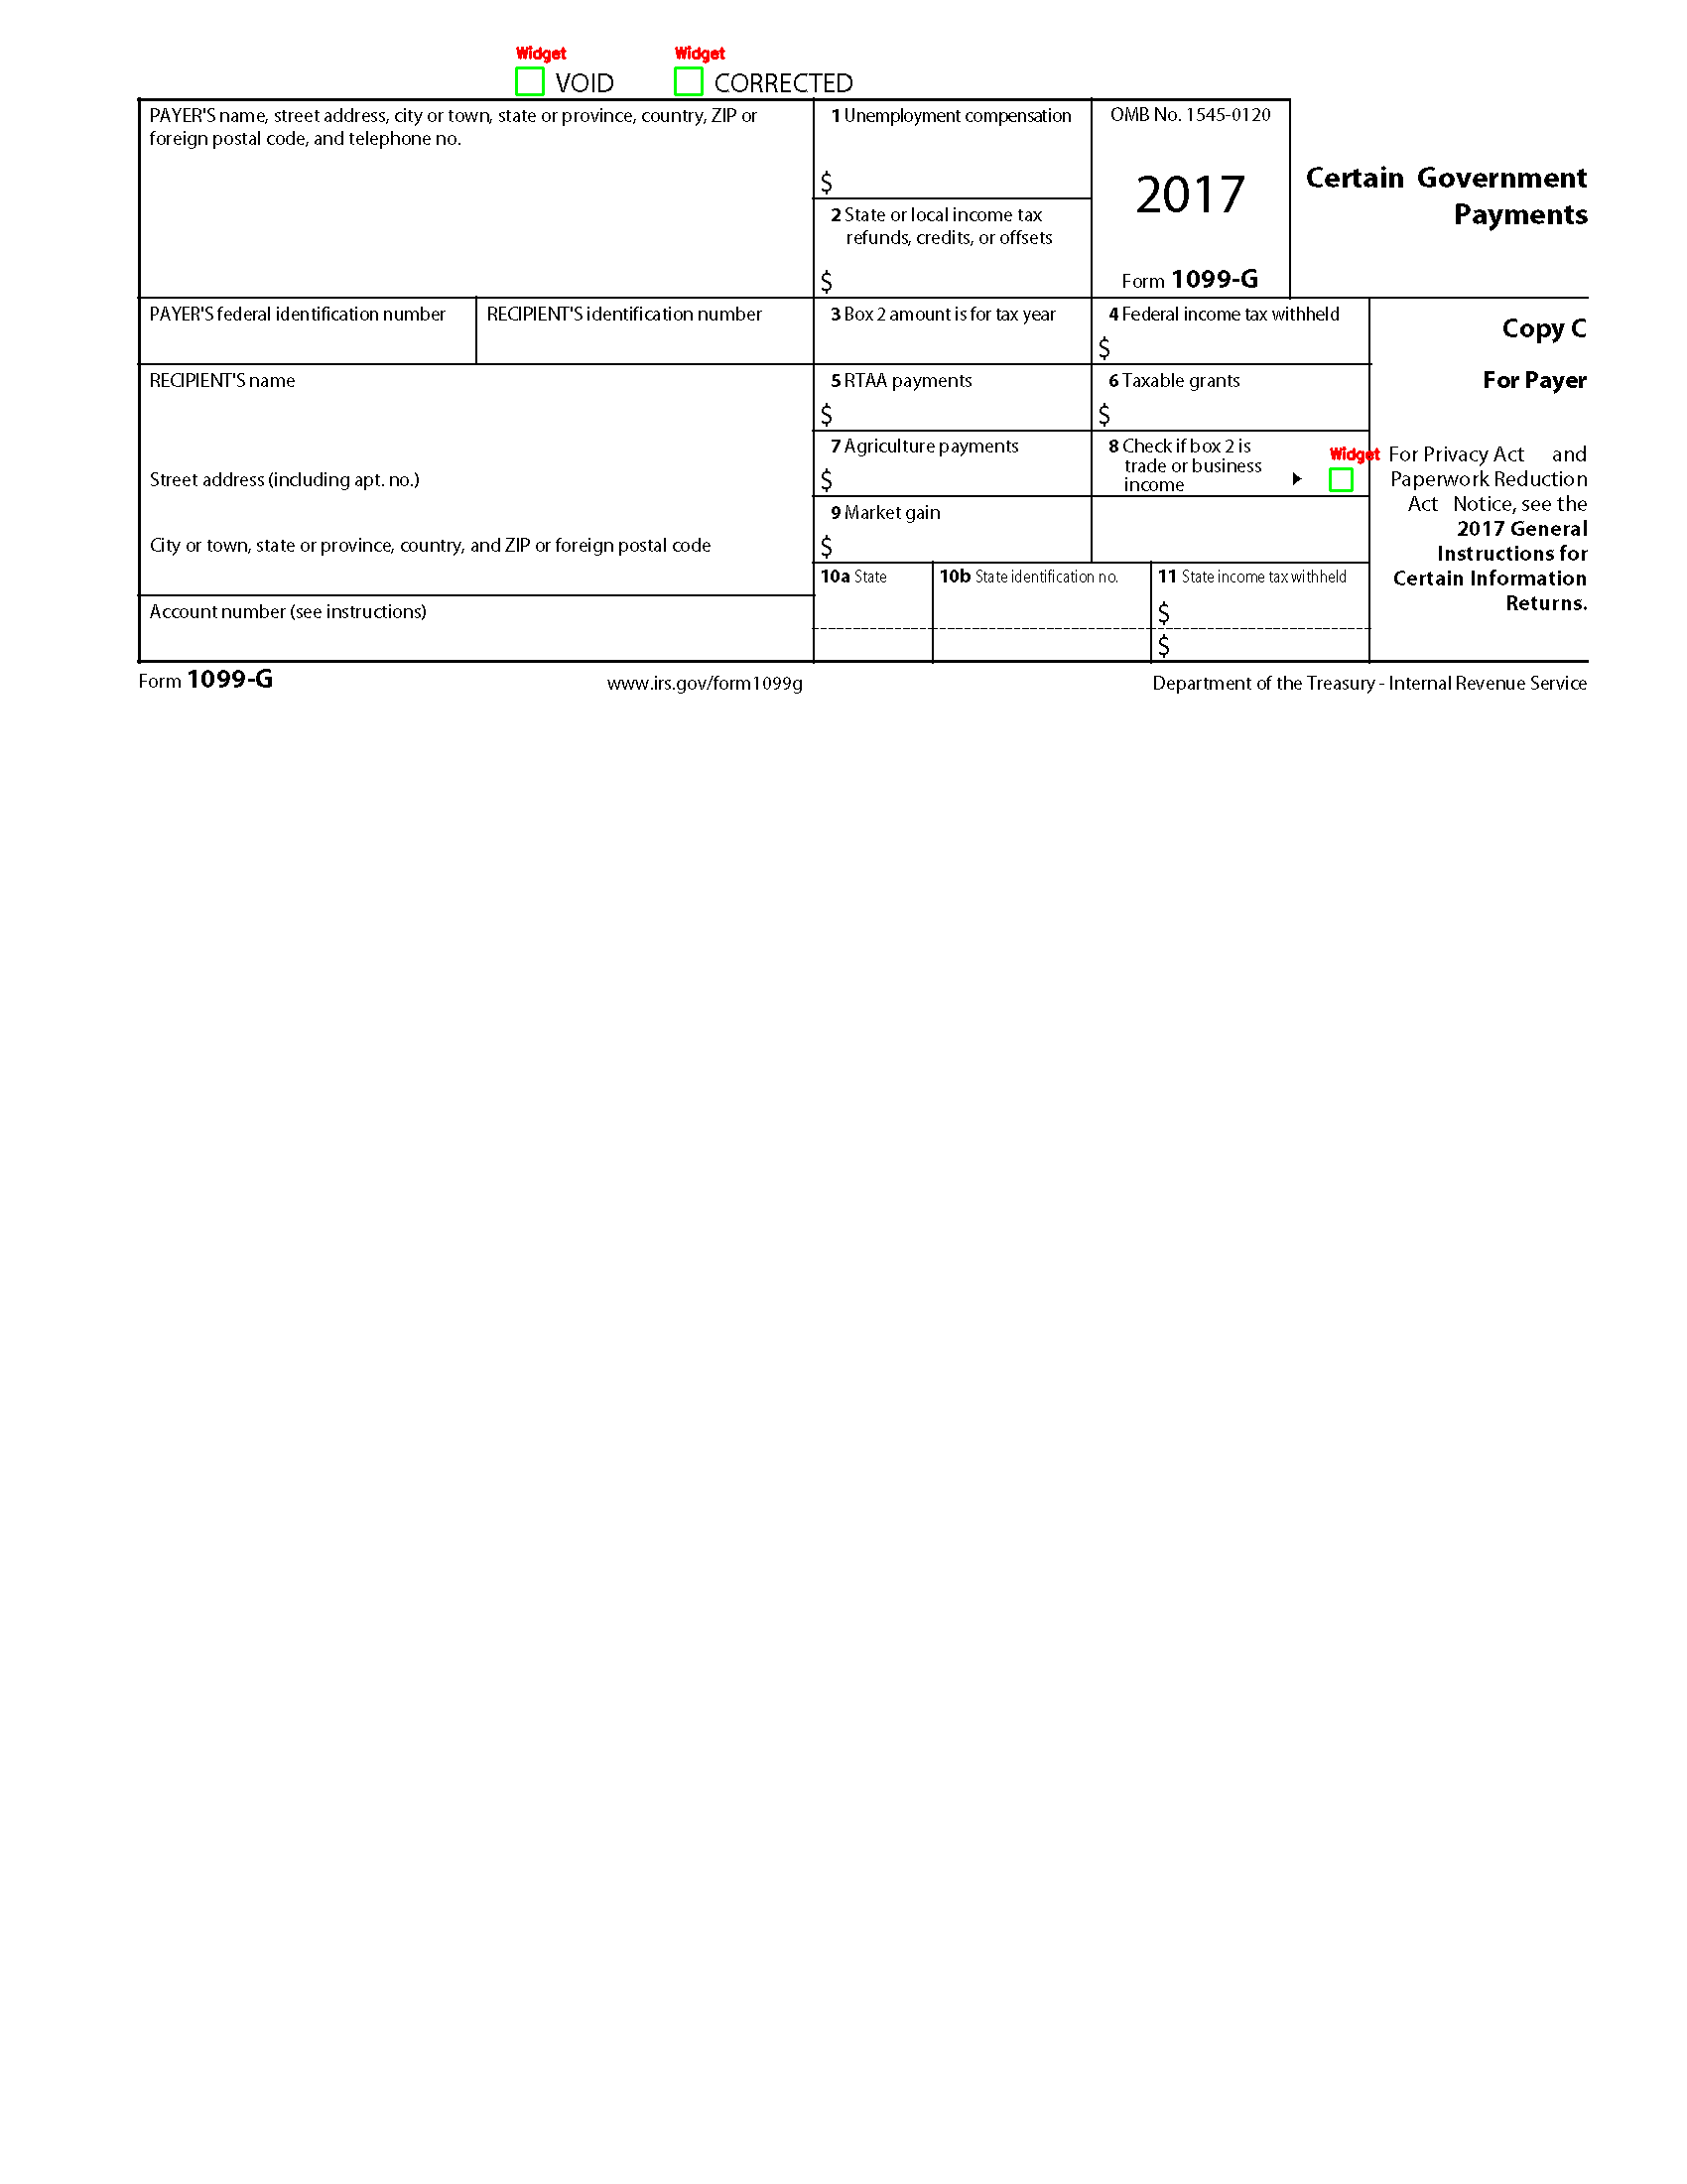 Widget Widget
VOID CORRECTED
PAYER'S name, street address, city or town, state or province, country, ZIP or
foreign postal code, and telephone no.
1 Unemployment compensation
$
2 State or local income tax
refunds, credits, or offsets
$
OMB No. 1545-0120
2017
Form 1099-G
Certain Government
Payments
PAYER'S federal identification number
RECIPIENT'S identification number
3 Box 2 amount is for tax year
4 Federal income tax withheld
$
Copy C
For Payer
RECIPIENT'S name
5 RTAA payments
$
6 Taxable grants
$
7 Agriculture payments
$
8 Check if box 2 is
trade or business
income
Widget
For Privacy Act and
Paperwork Reduction
Act Notice, see the
2017 General
Instructions for
Certain Information
Returns.
Street address (including apt. no.)
9 Market gain
$
City or town, state or province, country, and ZIP or foreign postal code
10a State
10b State identification no.
11 State income tax withheld
$
$
Account number (see instructions)
Form 1099-G
www.irs.gov/form1099g
Department of the Treasury - Internal Revenue Service